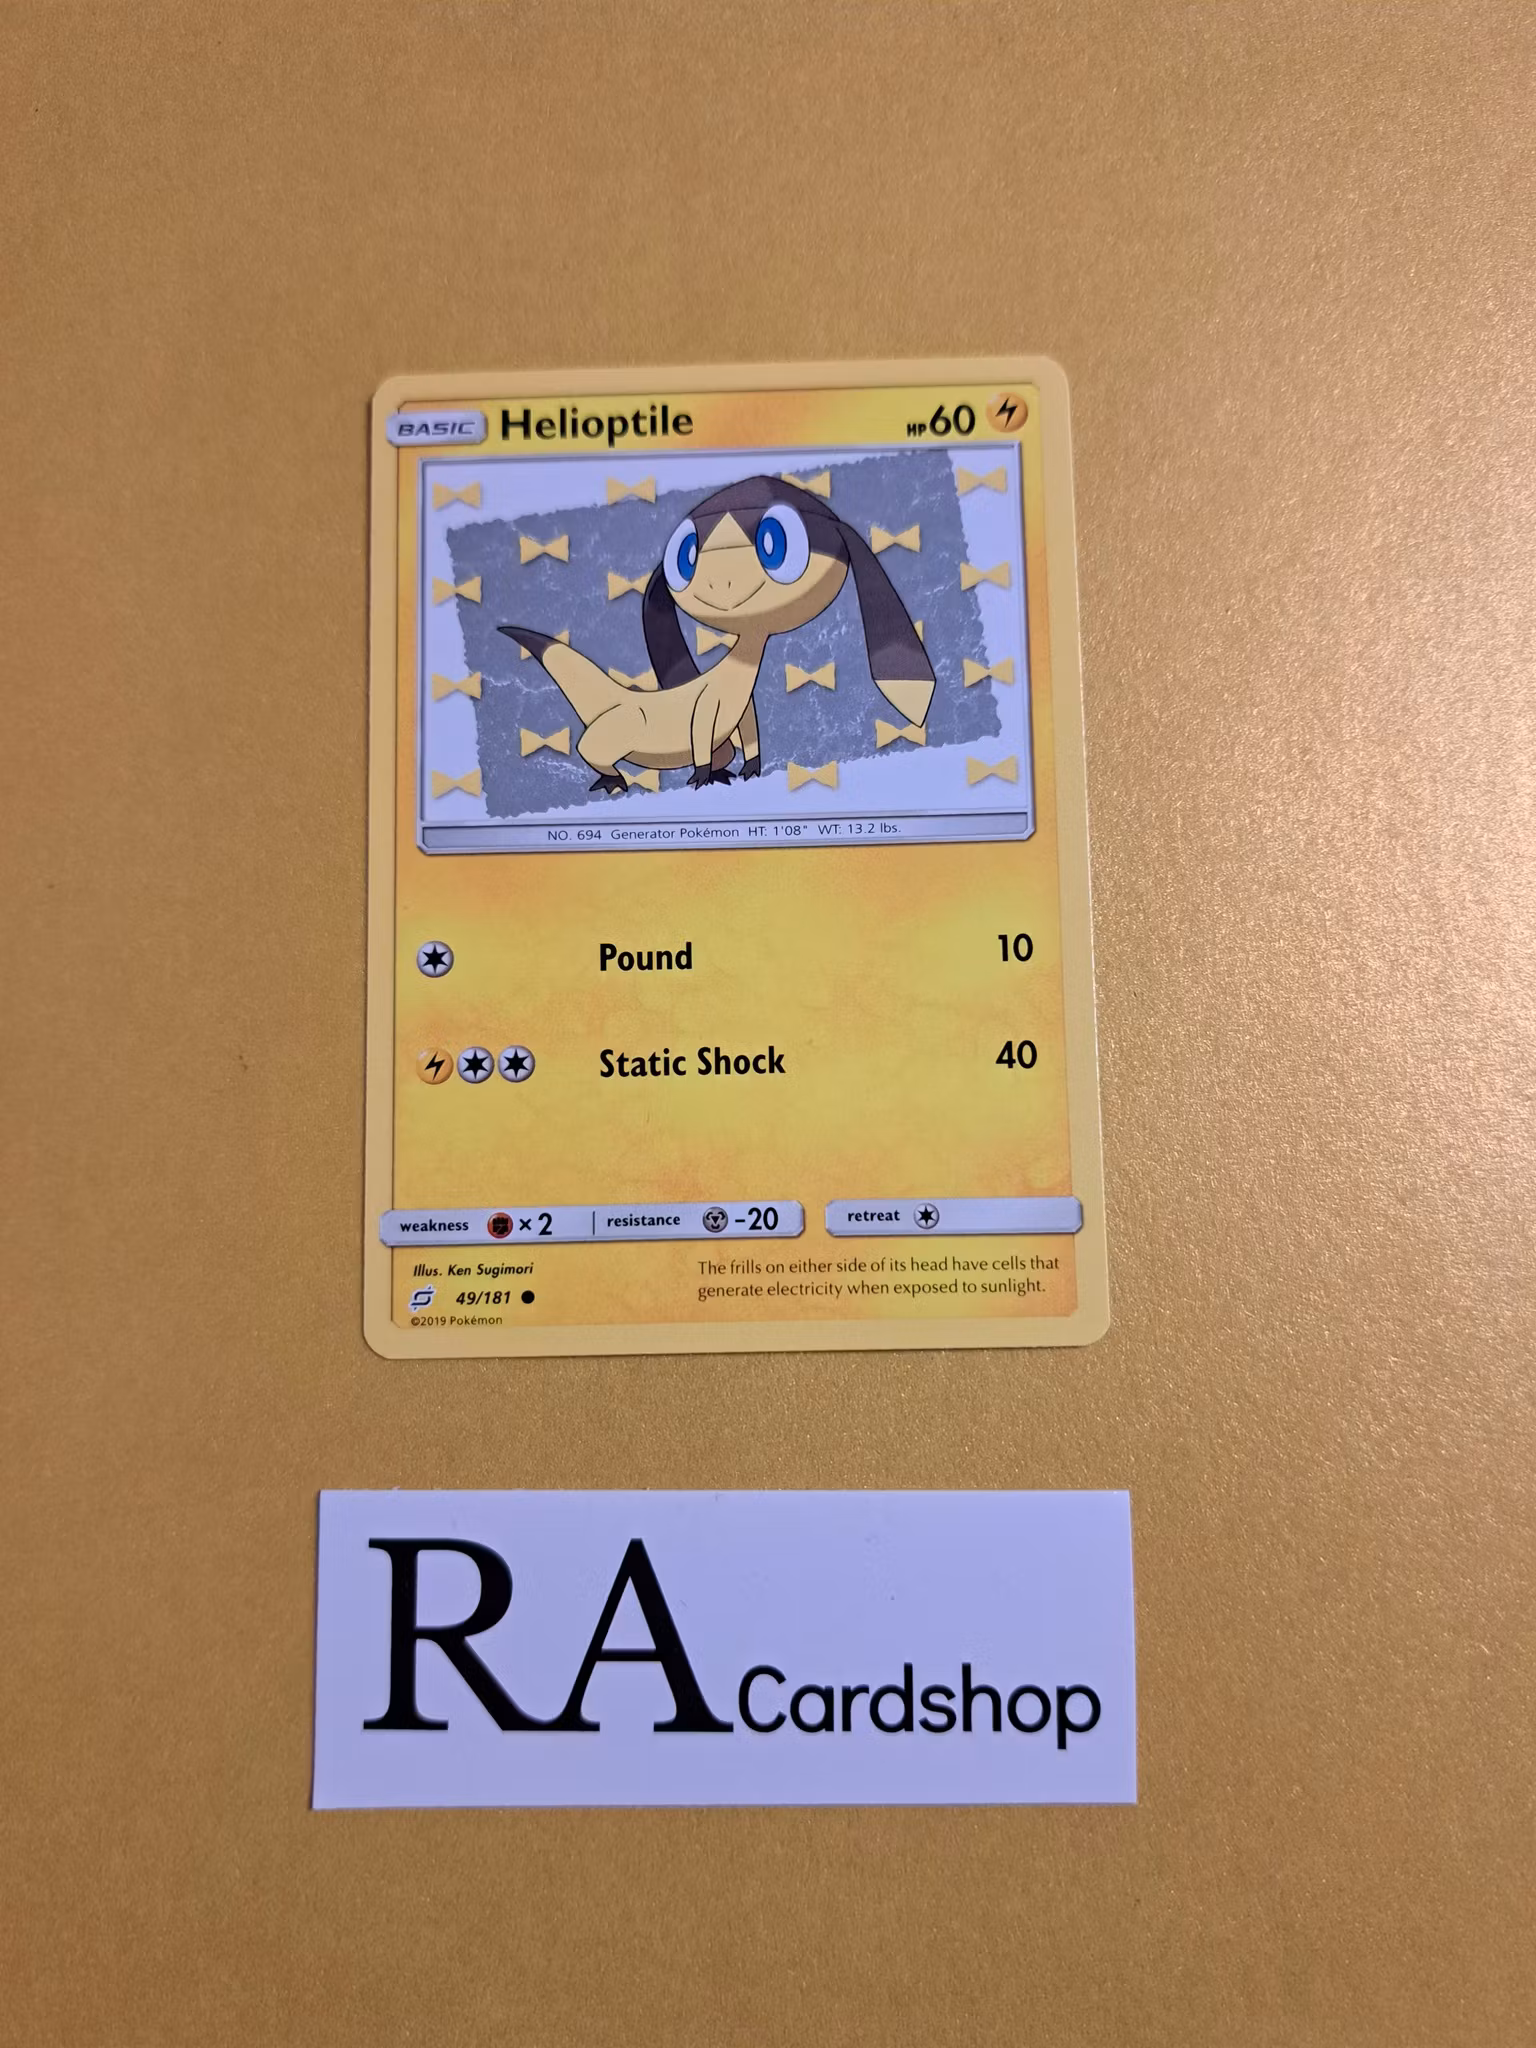 BASIC Helioptile HP 60
NO. 694 Generator Pokémon HT: 1'08" WT: 13.2 lbs.
Pound 10
Static Shock 40
weakness ×2 resistance -20 retreat
Illus. Ken Sugimori
49/181
©2019 Pokémon
The frills on either side of its head have cells that
generate electricity when exposed to sunlight.
RA Cardshop